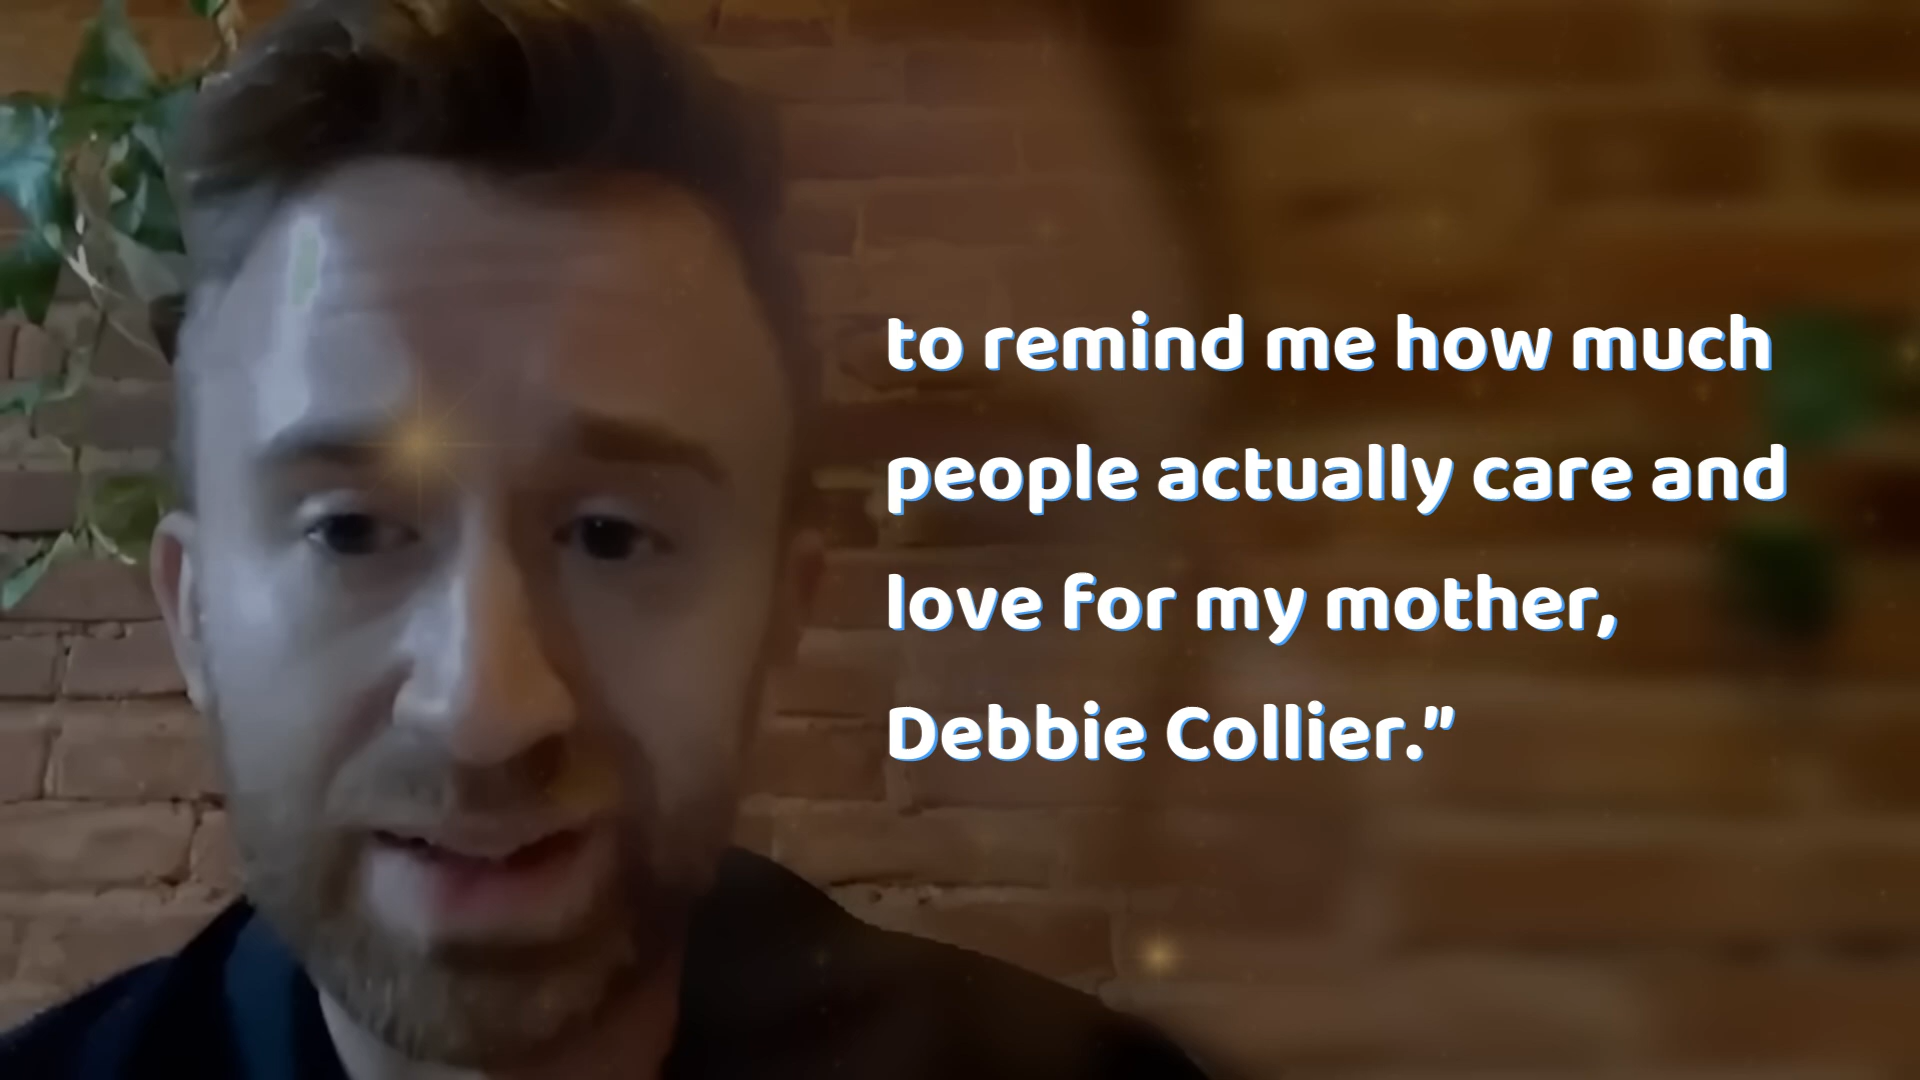 to remind me how much
people actually care and
love for my mother,
Debbie Collier.”